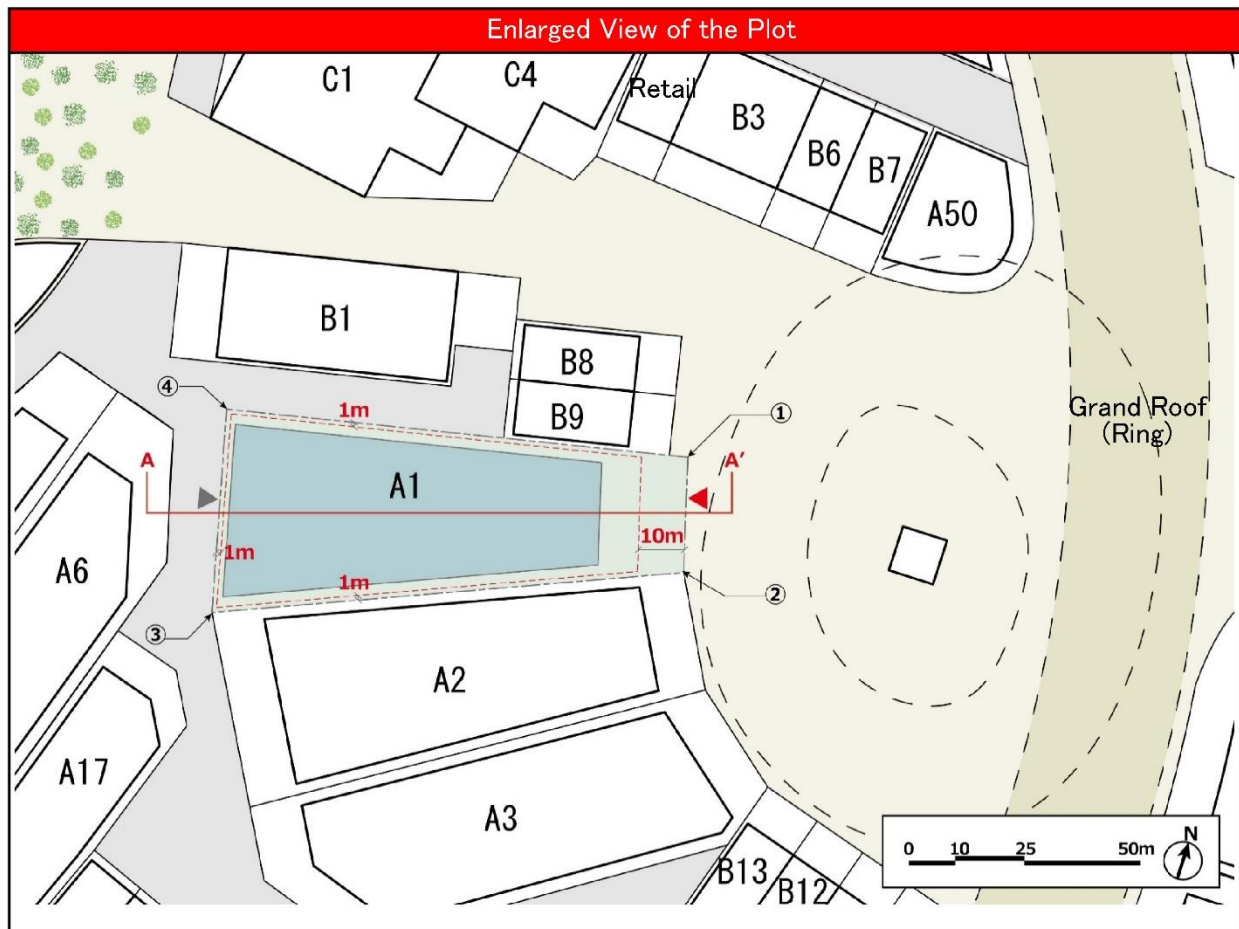 Enlarged View of the Plot
C1
C4
Retail
B3
B6
B7
A50
B1
B8
B9
④
①
1m
Grand Roof
(Ring)
A
A1
A'
10m
1m
1m
A6
②
③
A2
A17
A3
B13
B12
0 10 25 50m
N